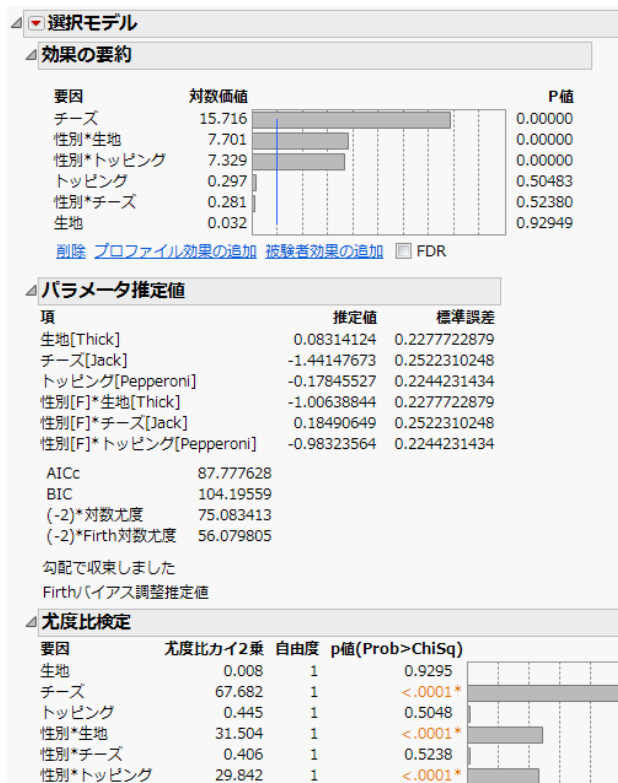 選択モデル
効果の要約
要因 対数価値 P値
チーズ 15.716 0.00000
性別*生地 7.701 0.00000
性別*トッピング 7.329 0.00000
トッピング 0.297 0.50483
性別*チーズ 0.281 0.52380
生地 0.032 0.92949
削除 プロファイル効果の追加 被験者効果の追加 FDR
パラメータ推定値
項 推定値 標準誤差
生地[Thick] 0.08314124 0.2277722879
チーズ[Jack] -1.44147673 0.2522310248
トッピング[Pepperoni] -0.17845527 0.2244231434
性別[F]*生地[Thick] -1.00638844 0.2277722879
性別[F]*チーズ[Jack] 0.18490649 0.2522310248
性別[F]*トッピング[Pepperoni] -0.98323564 0.2244231434
AICc 87.777628
BIC 104.19559
(-2)*対数尤度 75.083413
(-2)*Firth対数尤度 56.079805
勾配で収束しました
Firthバイアス調整推定値
尤度比検定
要因 尤度比カイ2乗 自由度 p値(Prob>ChiSq)
生地 0.008 1 0.9295
チーズ 67.682 1 <.0001*
トッピング 0.445 1 0.5048
性別*生地 31.504 1 <.0001*
性別*チーズ 0.406 1 0.5238
性別*トッピング 29.842 1 <.0001*